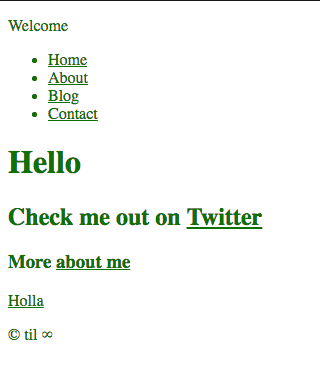 Welcome
Home
About
Blog
Contact
Hello
Check me out on Twitter
More about me
Holla
© til ∞